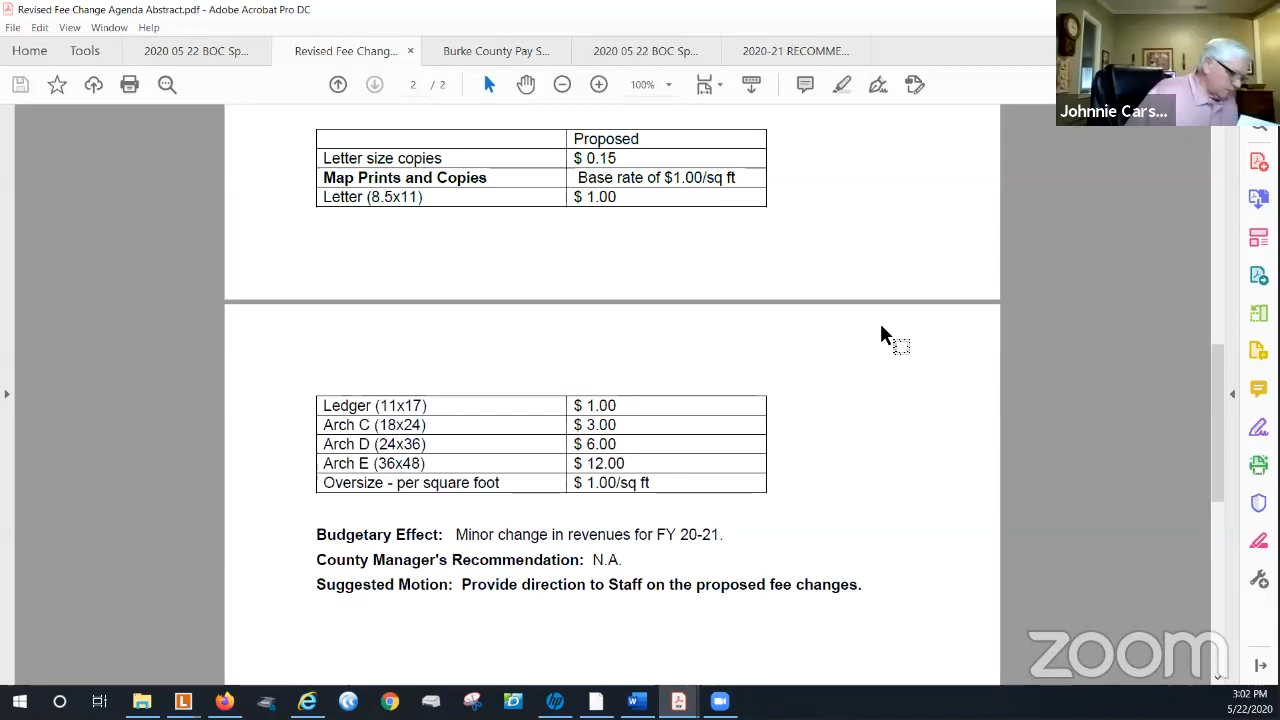 Revised Fee Change Agenda Abstract.pdf - Adobe Acrobat Pro DC
File Edit View Window Help
Home Tools 2020 05 22 BOC Sp... Revised Fee Chang... × Burke County Pay S... 2020 05 22 BOC Sp... 2020-21 RECOMME...
2 / 2 100%
Johnnie Cars...
Proposed
Letter size copies $ 0.15
Map Prints and Copies Base rate of $1.00/sq ft
Letter (8.5x11) $ 1.00
Ledger (11x17) $ 1.00
Arch C (18x24) $ 3.00
Arch D (24x36) $ 6.00
Arch E (36x48) $ 12.00
Oversize - per square foot $ 1.00/sq ft
Budgetary Effect: Minor change in revenues for FY 20-21.
County Manager's Recommendation: N.A.
Suggested Motion: Provide direction to Staff on the proposed fee changes.
zoom
3:02 PM
5/22/2020